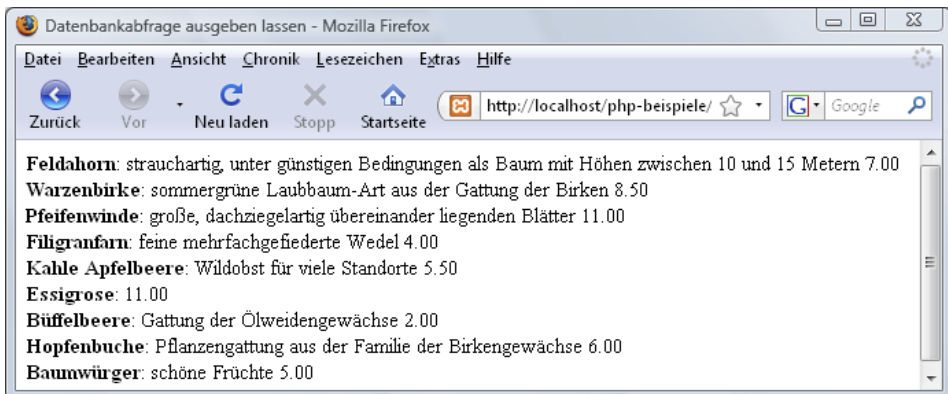 Datenbankabfrage ausgeben lassen - Mozilla Firefox
Datei Bearbeiten Ansicht Chronik Lesezeichen Extras Hilfe
http://localhost/php-beispiele/ G Google
Zurück Vor Neu laden Stopp Startseite
Feldahorn: strauchartig, unter günstigen Bedingungen als Baum mit Höhen zwischen 10 und 15 Metern 7.00
Warzenbirke: sommergrüne Laubbaum-Art aus der Gattung der Birken 8.50
Pfeifenwinde: große, dachziegelartig übereinander liegenden Blätter 11.00
Filigranfarn: feine mehrfachgefiederte Wedel 4.00
Kahle Apfelbeere: Wildobst für viele Standorte 5.50
Essigrose: 11.00
Büffelbeere: Gattung der Ölweidengewächse 2.00
Hopfenbuche: Pflanzengattung aus der Familie der Birkengewächse 6.00
Baumwürger: schöne Früchte 5.00